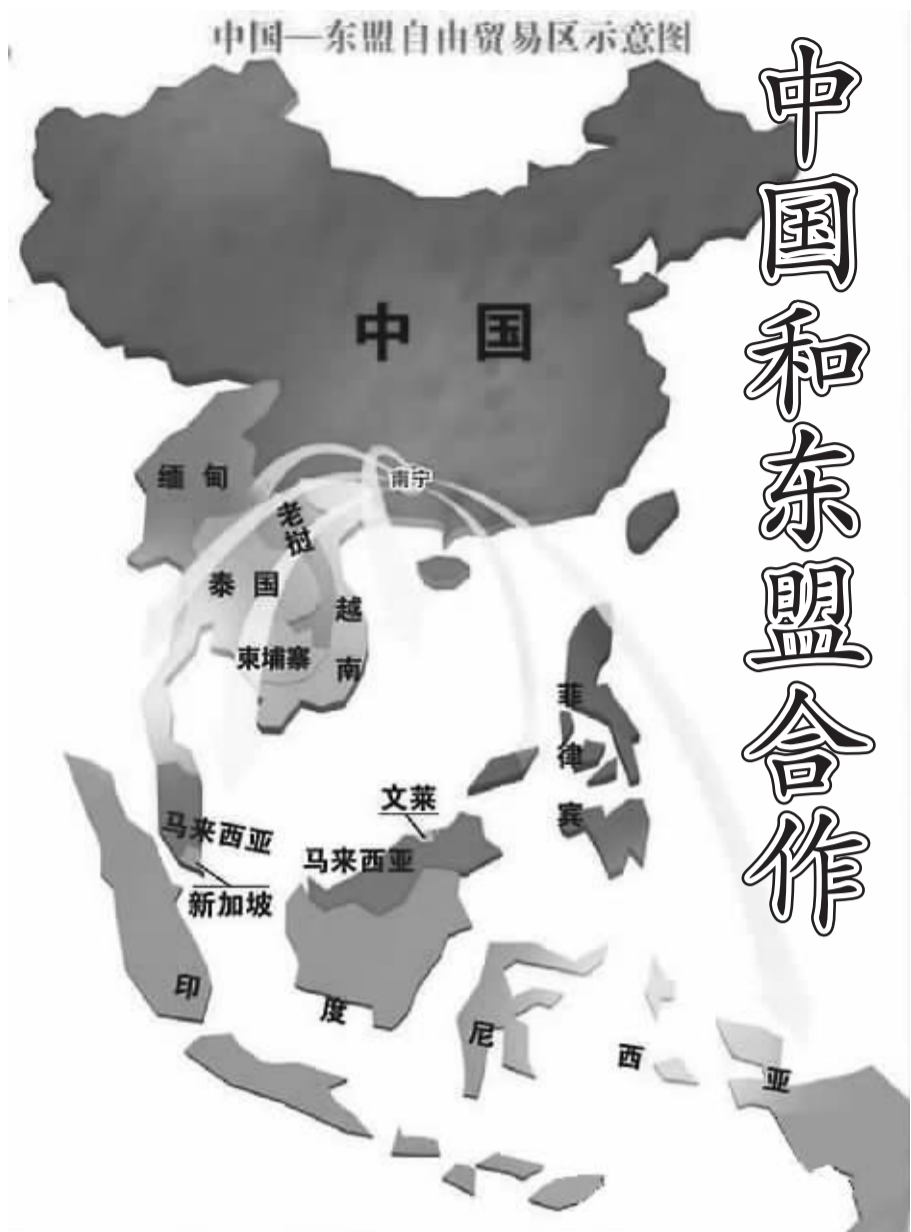 中国—东盟自由贸易区示意图
中国和东盟合作
中国
缅甸
南宁
老挝
泰国
越南
柬埔寨
菲律宾
文莱
马来西亚
马来西亚
新加坡
印度尼西亚